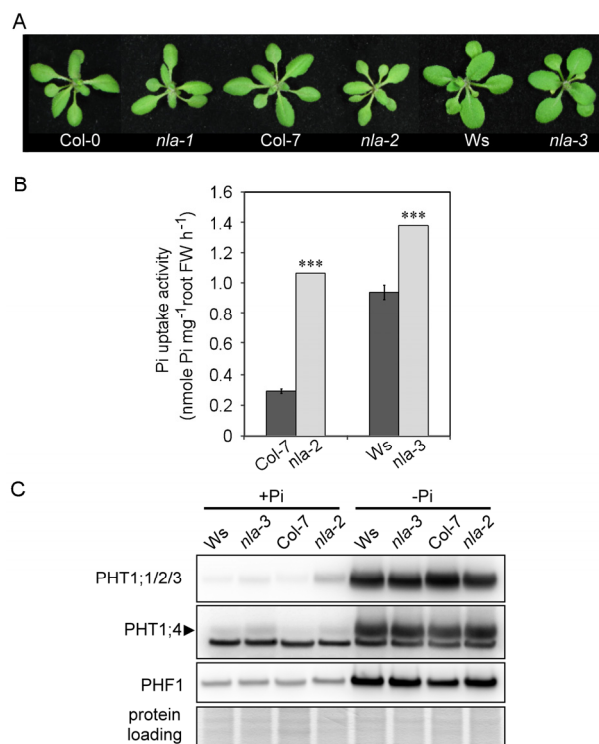 A
Col-0 nla-1 Col-7 nla-2 Ws nla-3
B
Pi uptake activity
(nmole Pi mg⁻¹root FW h⁻¹)
1.6
1.4
1.2
1.0
0.8
0.6
0.4
0.2
0
*** ***
Col-7 nla-2 Ws nla-3
C
+Pi -Pi
Ws nla-3 Col-7 nla-2 Ws nla-3 Col-7 nla-2
PHT1;1/2/3
PHT1;4
PHF1
protein
loading